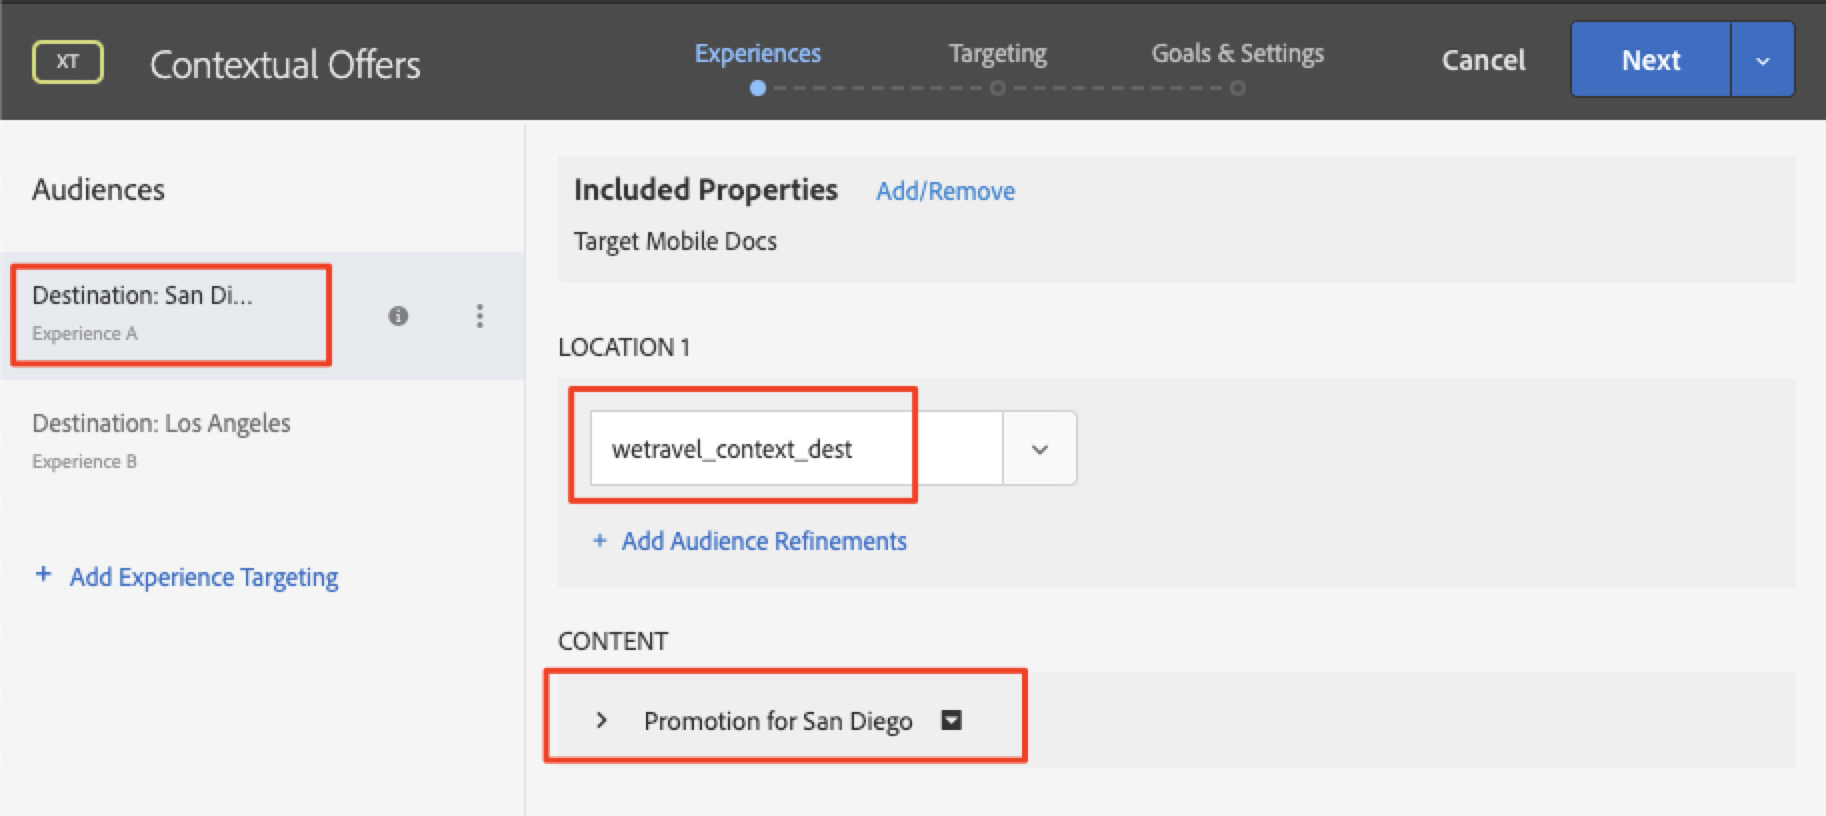 XT
Contextual Offers
Experiences
Targeting
Goals & Settings
Cancel
Next
Audiences
Destination: San Di...
Experience A
Destination: Los Angeles
Experience B
+ Add Experience Targeting
Included Properties Add/Remove
Target Mobile Docs
LOCATION 1
wetravel_context_dest
+ Add Audience Refinements
CONTENT
Promotion for San Diego